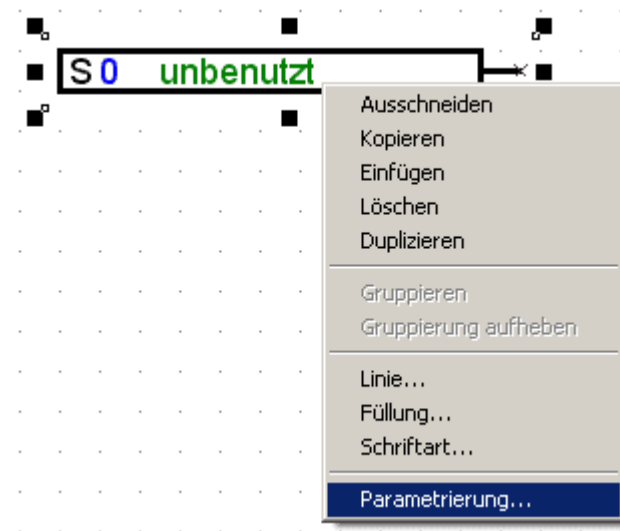 S 0 unbenutzt
Ausschneiden
Kopieren
Einfügen
Löschen
Duplizieren
Gruppieren
Gruppierung aufheben
Linie...
Füllung...
Schriftart...
Parametrierung...